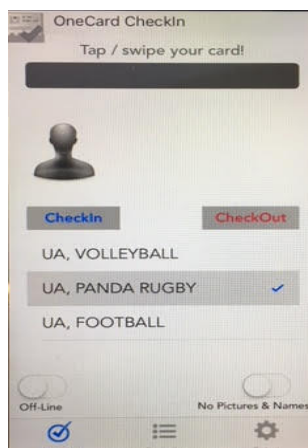 OneCard CheckIn
Tap / swipe your card!
CheckIn CheckOut
UA, VOLLEYBALL
UA, PANDA RUGBY
UA, FOOTBALL
Off-Line No Pictures & Names